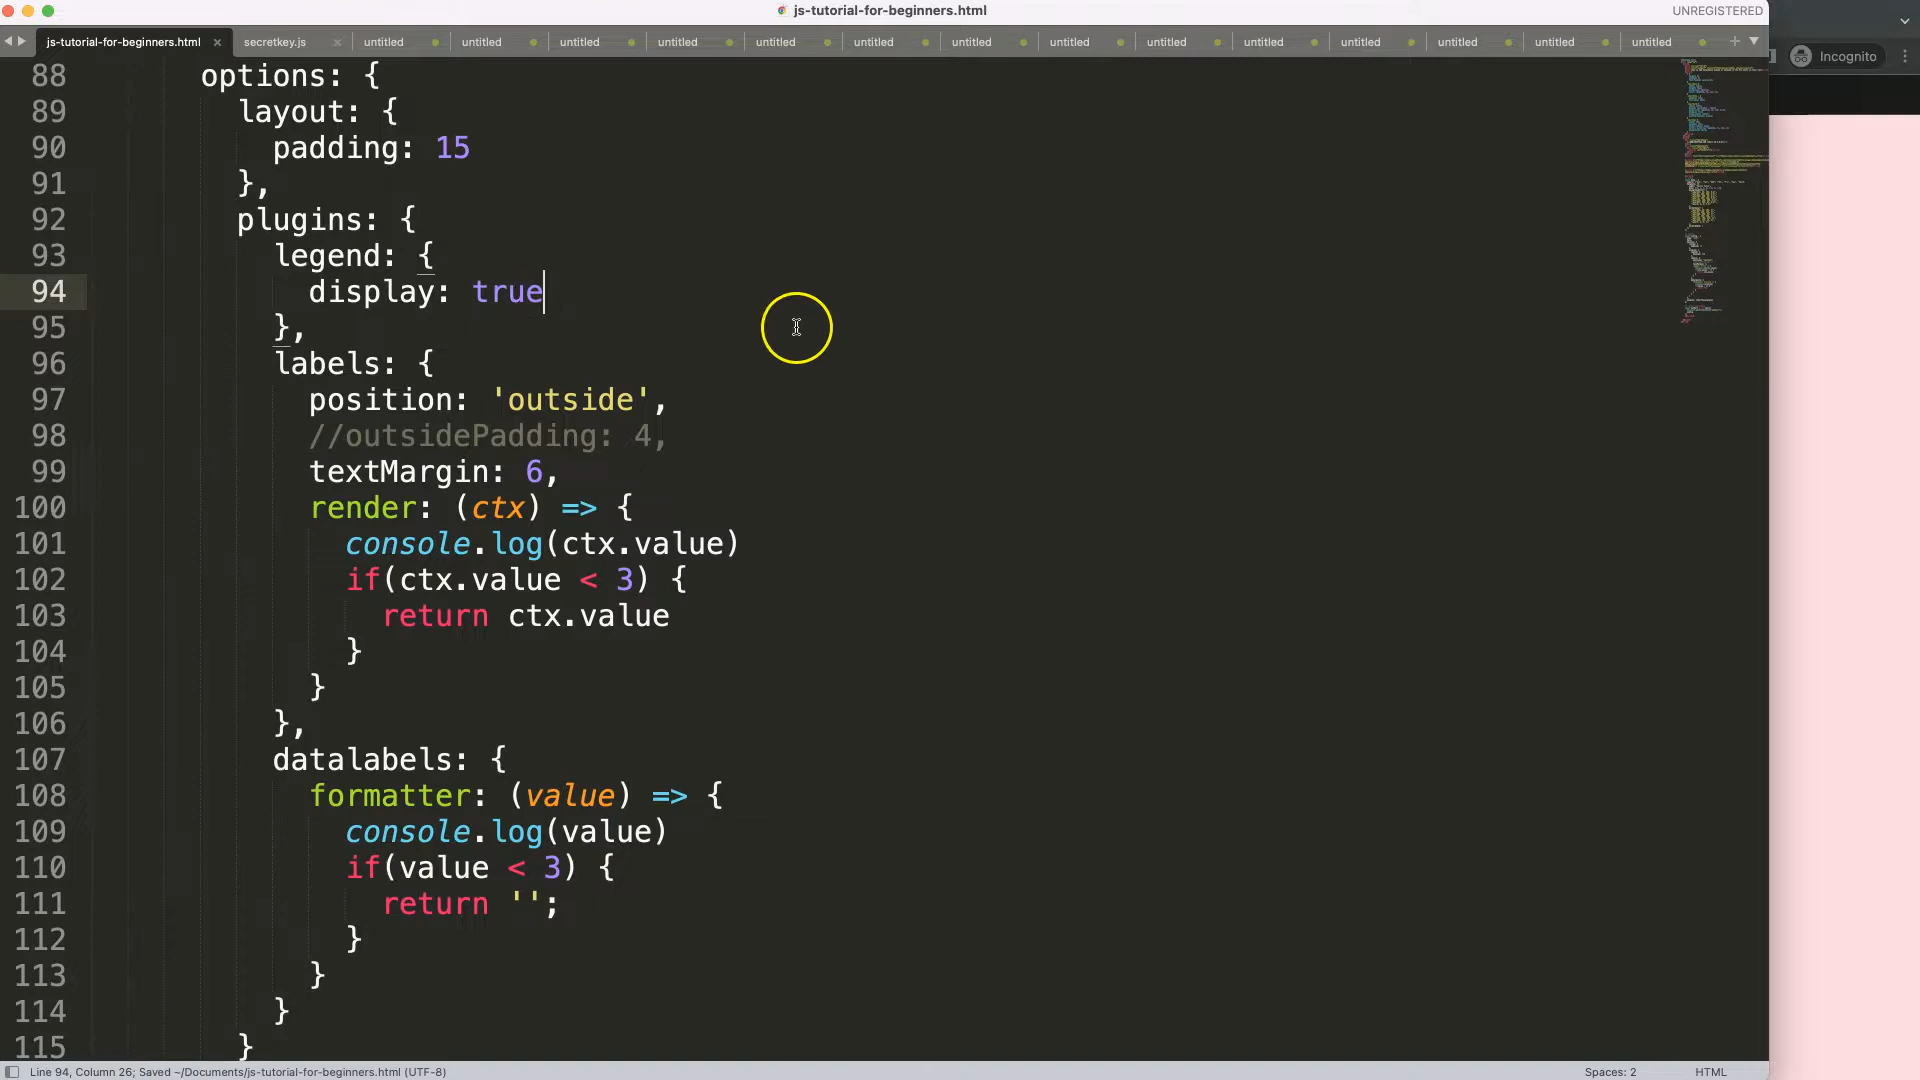 js-tutorial-for-beginners.html
UNREGISTERED
js-tutorial-for-beginners.html secretkey.js untitled untitled untitled untitled untitled untitled untitled untitled untitled untitled untitled untitled untitled untitled
Incognito
88 options: {
89 layout: {
90 padding: 15
91 },
92 plugins: {
93 legend: {
94 display: true
95 },
96 labels: {
97 position: 'outside',
98 //outsidePadding: 4,
99 textMargin: 6,
100 render: (ctx) => {
101 console.log(ctx.value)
102 if(ctx.value < 3) {
103 return ctx.value
104 }
105 }
106 },
107 datalabels: {
108 formatter: (value) => {
109 console.log(value)
110 if(value < 3) {
111 return '';
112 }
113 }
114 }
115 }
Line 94, Column 26; Saved ~/Documents/js-tutorial-for-beginners.html (UTF-8)
Spaces: 2
HTML